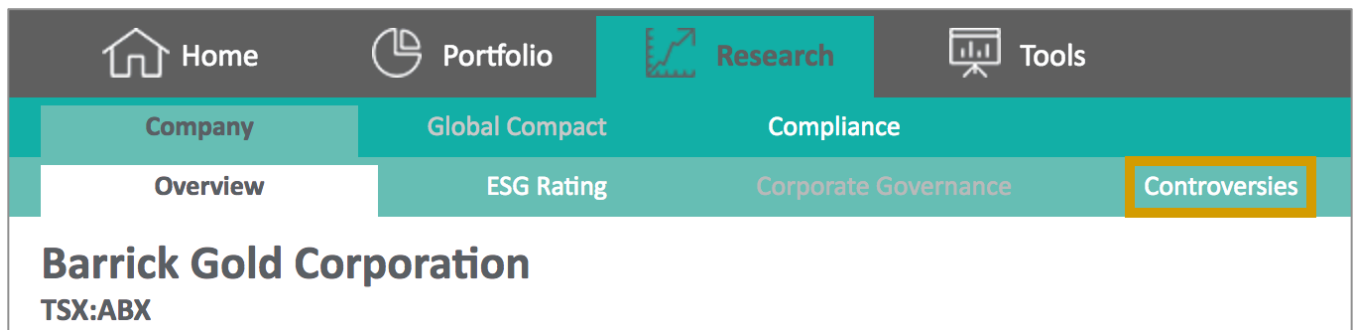 Home Portfolio Research Tools
Company Global Compact Compliance
Overview ESG Rating Corporate Governance Controversies
Barrick Gold Corporation
TSX:ABX